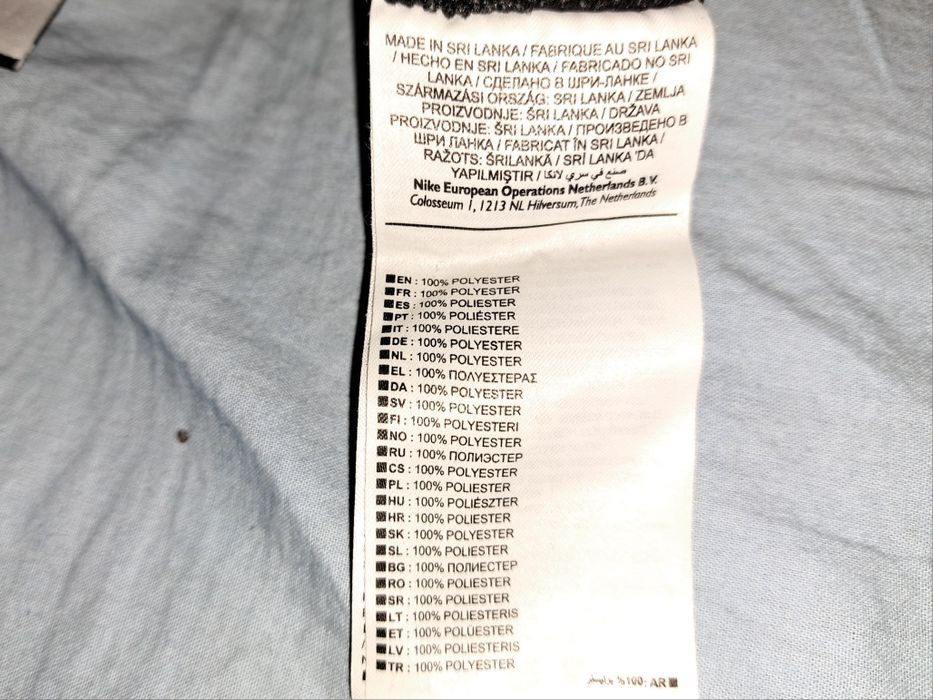 MADE IN SRI LANKA / FABRIQUE AU SRI LANKA
/ HECHO EN SRI LANKA / FABRICADO NO SRI
LANKA / СДЕЛАНО В ШРИ-ЛАНКЕ /
SZÁRMAZÁSI ORSZÁG: SRI LANKA / ZEMLJA
PROIZVODNJE: ŠRI LANKA / DRŽAVA
PROIZVODNJE: ŠRI LANKA / ПРОИЗВЕДЕНО В
ШРИ ЛАНКА / FABRICAT ÎN SRI LANKA /
RAŽOTS: ŠRILANKĀ / SRİ LANKA 'DA
YAPILMIŞTIR / صنع في سري لانكا
Nike European Operations Netherlands B.V.
Colosseum 1, 1213 NL Hilversum, The Netherlands
EN : 100% POLYESTER
FR : 100% POLYESTER
ES : 100% POLIÉSTER
PT : 100% POLIÉSTER
IT : 100% POLIESTERE
DE : 100% POLYESTER
NL : 100% POLYESTER
EL : 100% ΠΟΛΥΕΣΤΕΡΑΣ
DA : 100% POLYESTER
SV : 100% POLYESTER
FI : 100% POLYESTERI
NO : 100% POLYESTER
RU : 100% ПОЛИЭСТЕР
CS : 100% POLYESTER
PL : 100% POLIESTER
HU : 100% POLIÉSZTER
HR : 100% POLIESTER
SK : 100% POLYESTER
SL : 100% POLIESTER
BG : 100% ПОЛИЕСТЕР
RO : 100% POLIESTER
SR : 100% POLIESTER
LT : 100% POLIESTERIS
ET : 100% POLÜESTER
LV : 100% POLIESTERIS
TR : 100% POLYESTER
AR :100% بوليستر